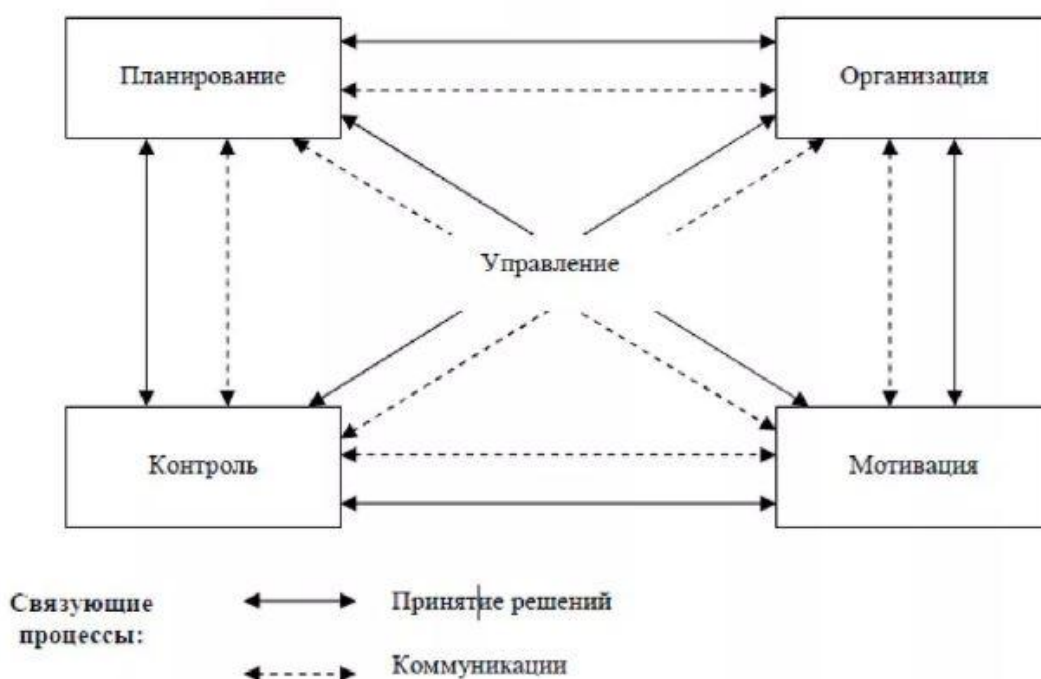 Планирование
Организация
Управление
Контроль
Мотивация
Связующие
процессы:
Принятие решений
Коммуникации